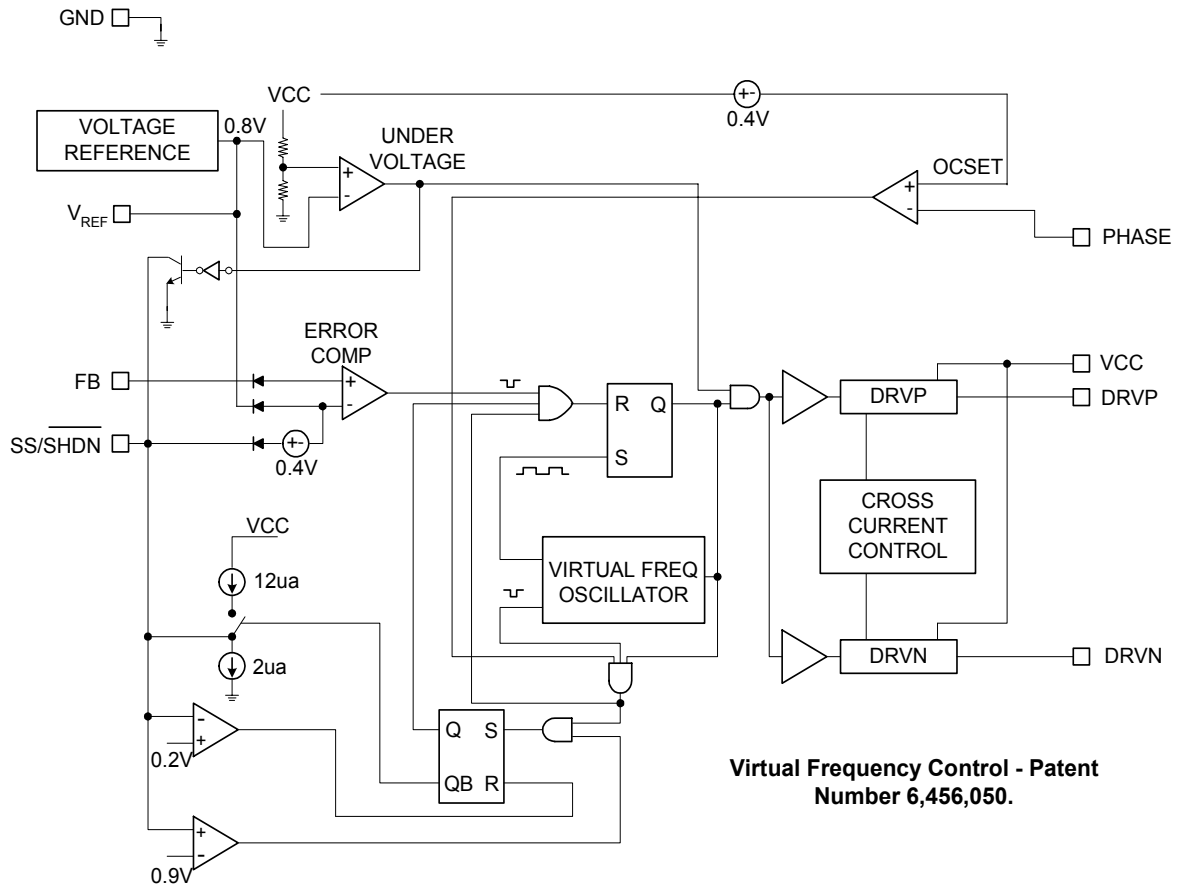 GND
VCC
+-
0.4V
VOLTAGE
REFERENCE
0.8V
UNDER
VOLTAGE
+
-
OCSET
+
-
V_REF
PHASE
ERROR
COMP
FB
+
-
SS/SHDN
+-
0.4V
R Q
S
DRVP
VCC
DRVP
CROSS
CURRENT
CONTROL
VCC
12ua
2ua
VIRTUAL FREQ
OSCILLATOR
DRVN
DRVN
-
+
0.2V
Q S
QB R
+
-
0.9V
Virtual Frequency Control - Patent
Number 6,456,050.